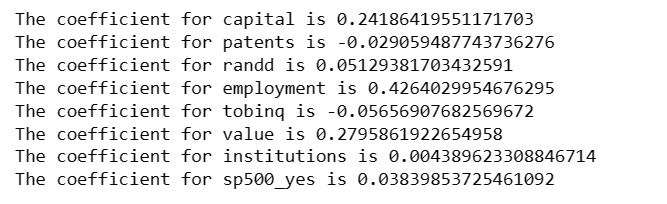 The coefficient for capital is 0.24186419551171703
The coefficient for patents is -0.029059487743736276
The coefficient for randd is 0.05129381703432591
The coefficient for employment is 0.4264029954676295
The coefficient for tobinq is -0.05656907682569672
The coefficient for value is 0.2795861922654958
The coefficient for institutions is 0.004389623308846714
The coefficient for sp500_yes is 0.03839853725461092